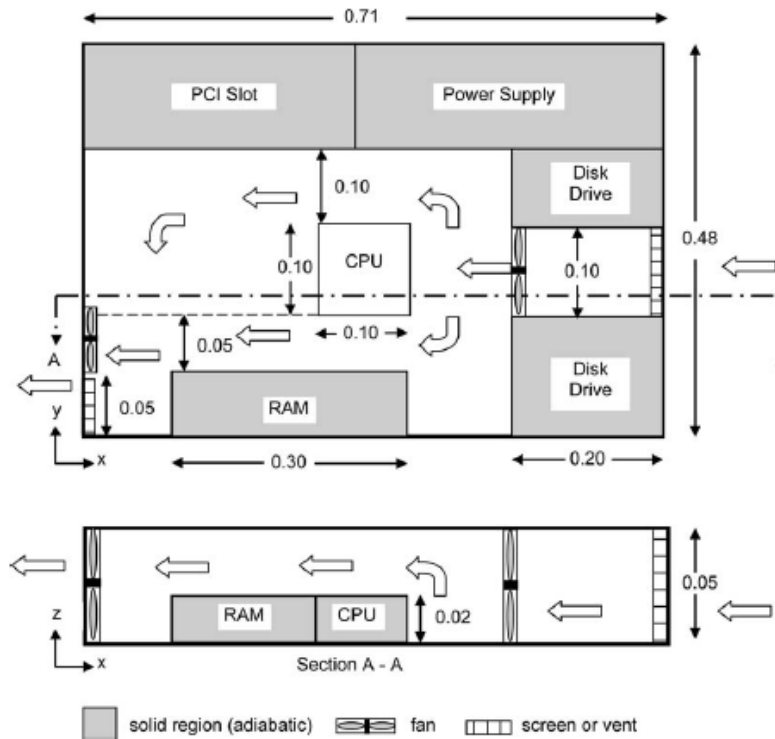 0.71
PCI Slot
Power Supply
Disk
Drive
0.10
0.10
CPU
0.10
0.48
0.10
0.05
A
Disk
Drive
y
0.05
RAM
x
0.30
0.20
0.05
z
RAM
CPU
0.02
x
Section A - A
solid region (adiabatic)
fan
screen or vent